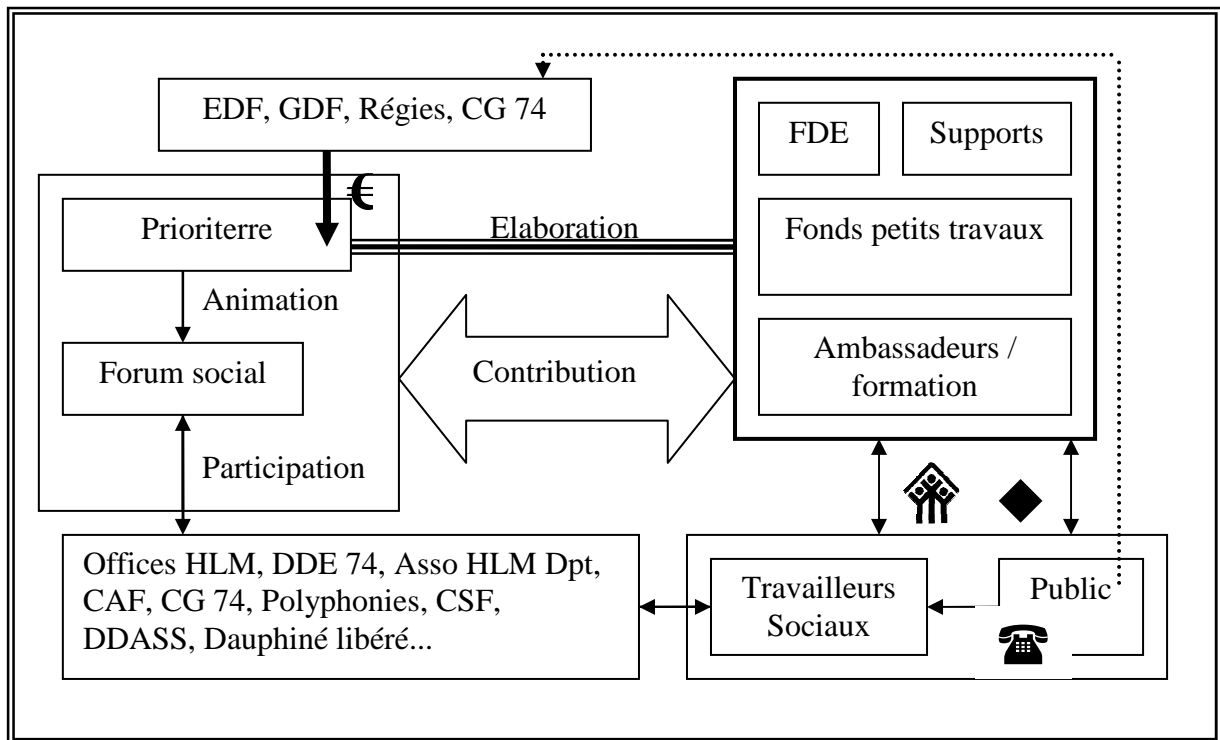 EDF, GDF, Régies, CG 74
FDE
Supports
€
Prioriterre
Elaboration
Fonds petits travaux
Animation
Forum social
Contribution
Ambassadeurs /
formation
Participation
Offices HLM, DDE 74, Asso HLM Dpt,
CAF, CG 74, Polyphonies, CSF,
DDASS, Dauphiné libéré...
Travailleurs
Sociaux
Public